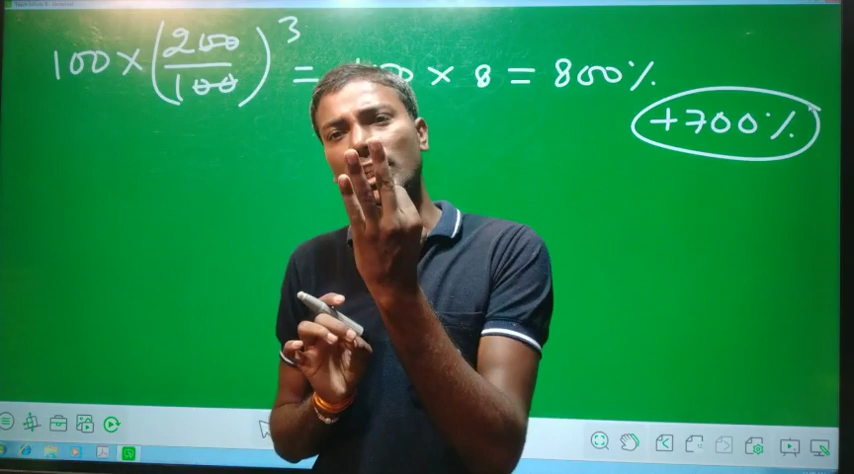 100 × (200/100)³ = × 8 = 800%
+700%